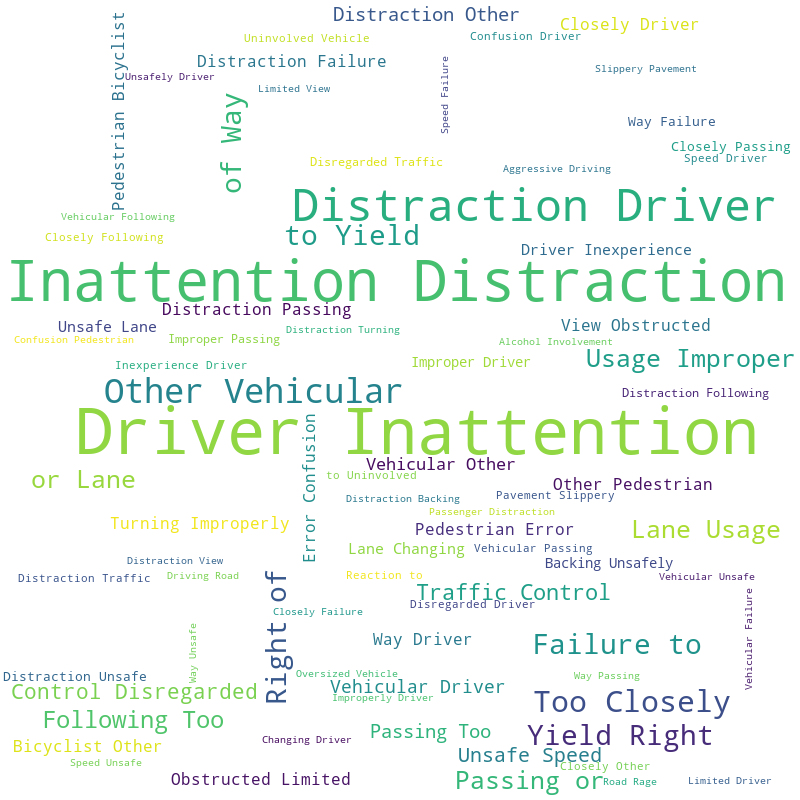 Distraction Other
Closely Driver
Uninvolved Vehicle
Confusion Driver
Pedestrian Bicyclist
Distraction Failure
Unsafely Driver
Limited View
Speed Failure
Slippery Pavement
of Way
Way Failure
Closely Passing
Speed Driver
Disregarded Traffic
Aggressive Driving
Distraction Driver
Vehicular Following
Closely Following
to Yield
Driver Inexperience
Inattention Distraction
Distraction Passing
Unsafe Lane
Distraction Turning
View Obstructed
Confusion Pedestrian
Improper Passing
Alcohol Involvement
Inexperience Driver
Improper Driver
Usage Improper
Other Vehicular
Distraction Following
Driver Inattention
Error Confusion
Vehicular Other
or Lane
to Uninvolved
Other Pedestrian
Distraction Backing
Pavement Slippery
Passenger Distraction
Turning Improperly
Pedestrian Error
Lane Usage
Lane Changing
Vehicular Passing
Distraction View
Backing Unsafely
Distraction Traffic
Driving Road
Reaction to
Vehicular Unsafe
Right of
Traffic Control
Closely Failure
Disregarded Driver
Vehicular Failure
Way Unsafe
Way Driver
Failure to
Distraction Unsafe
Oversized Vehicle
Way Passing
Control Disregarded
Vehicular Driver
Improperly Driver
Too Closely
Following Too
Passing Too
Yield Right
Bicyclist Other
Changing Driver
Unsafe Speed
Speed Unsafe
Closely Other
Obstructed Limited
Passing or
Road Rage
Limited Driver